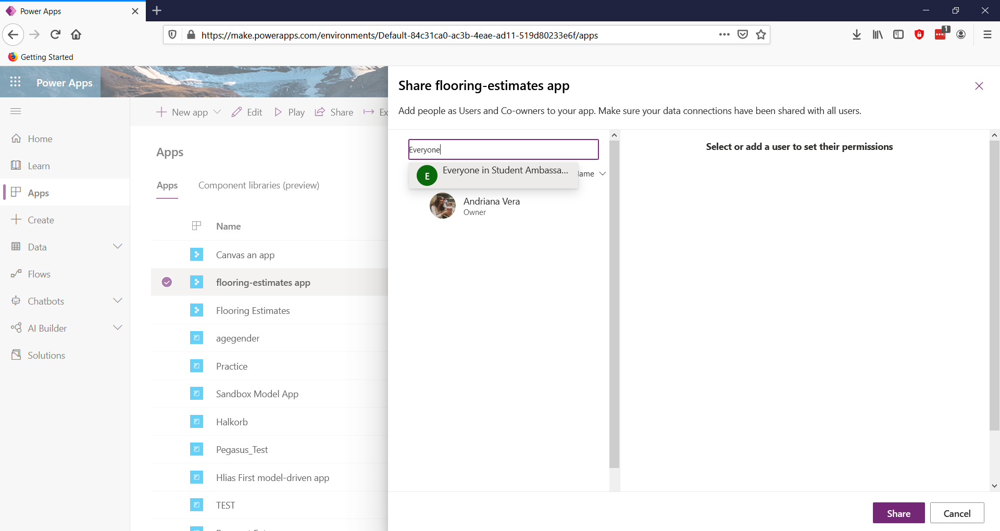 Power Apps
https://make.powerapps.com/environments/Default-84c31ca0-ac3b-4eae-ad11-519d80233e6f/apps
1
Getting Started
Power Apps
Home
Learn
Apps
Create
Data
Flows
Chatbots
AI Builder
Solutions
New app
Edit
Play
Share
Ex
Apps
Apps
Component libraries (preview)
Name
Canvas an app
flooring-estimates app
Flooring Estimates
agegender
Practice
Sandbox Model App
Halkorb
Pegasus_Test
Hlias First model-driven app
TEST
Share flooring-estimates app
Add people as Users and Co-owners to your app. Make sure your data connections have been shared with all users.
Everyone
E
Everyone in Student Ambassa...
ame
Andriana Vera
Owner
Select or add a user to set their permissions
Share
Cancel